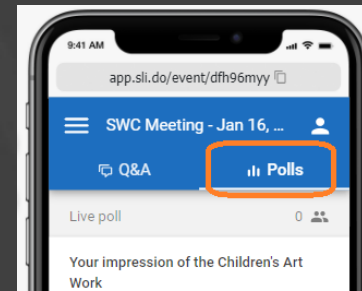 9:41 AM
app.sli.do/event/dfh96myy
SWC Meeting - Jan 16, ...
Q&A
Polls
Live poll
0
Your impression of the Children's Art
Work